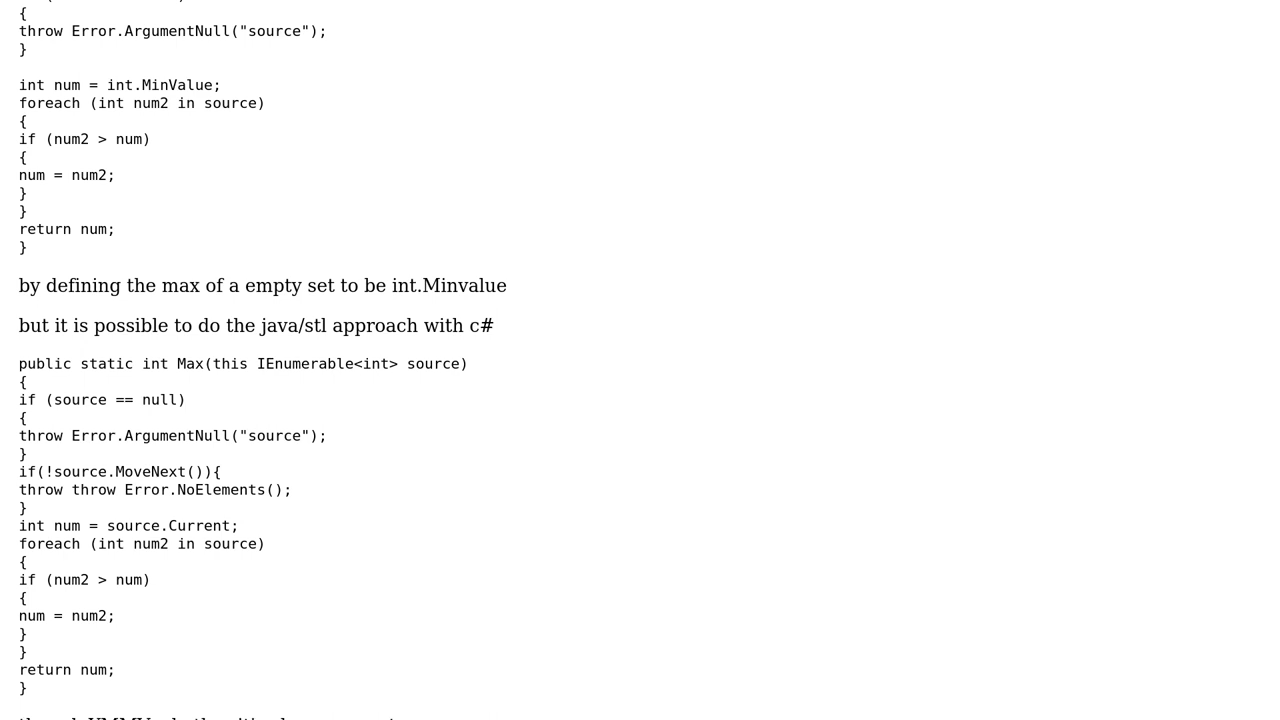 {
throw Error.ArgumentNull("source");
}
int num = int.MinValue;
foreach (int num2 in source)
{
if (num2 > num)
{
num = num2;
}
}
return num;
}
by defining the max of a empty set to be int.Minvalue
but it is possible to do the java/stl approach with c#
public static int Max(this IEnumerable<int> source)
{
if (source == null)
{
throw Error.ArgumentNull("source");
}
if(!source.MoveNext()){
throw throw Error.NoElements();
}
int num = source.Current;
foreach (int num2 in source)
{
if (num2 > num)
{
num = num2;
}
}
return num;
}